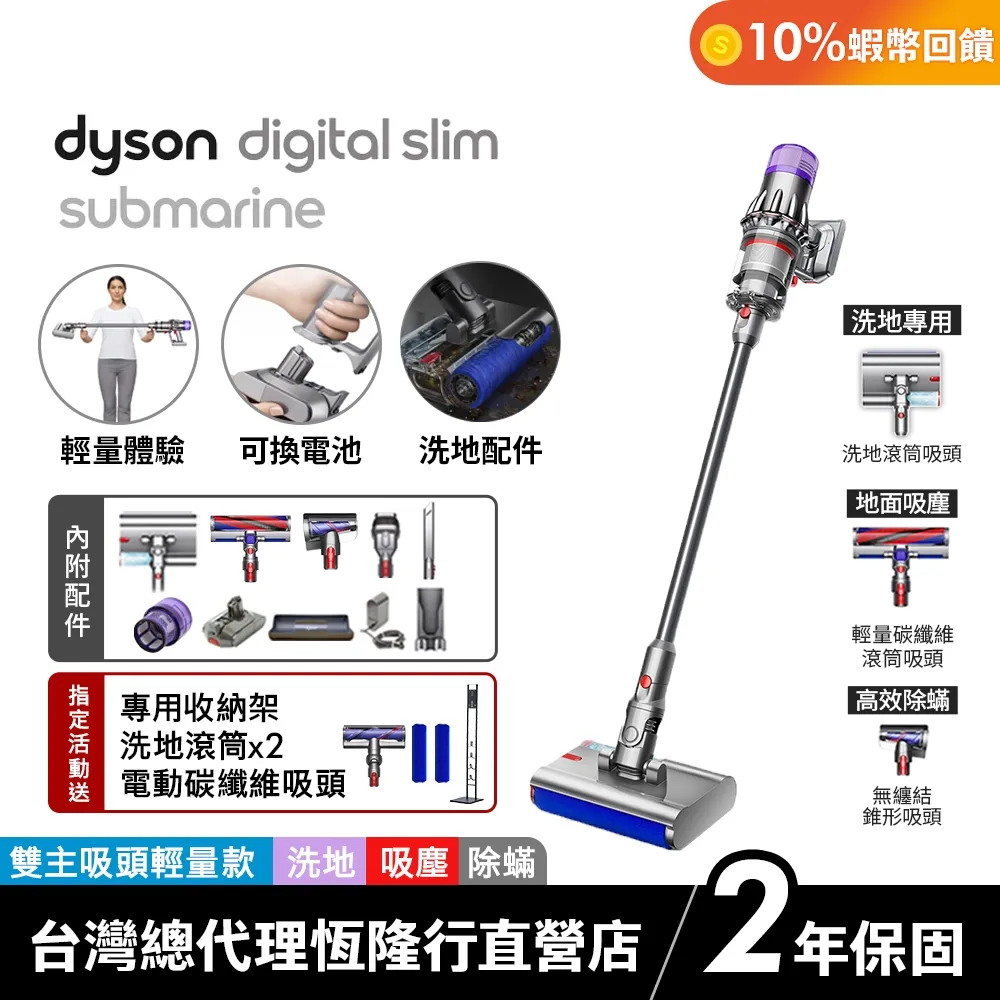 S 10%蝦幣回饋
dyson digital slim
submarine
輕量體驗
可換電池
洗地配件
洗地專用
洗地滾筒吸頭
地面吸塵
輕量碳纖維
滾筒吸頭
高效除蟎
無纏結
錐形吸頭
內附配件
指定活動送
專用收納架
洗地滾筒x2
電動碳纖維吸頭
雙主吸頭輕量款
洗地
吸塵
除蟎
台灣總代理恆隆行直營店
2年保固